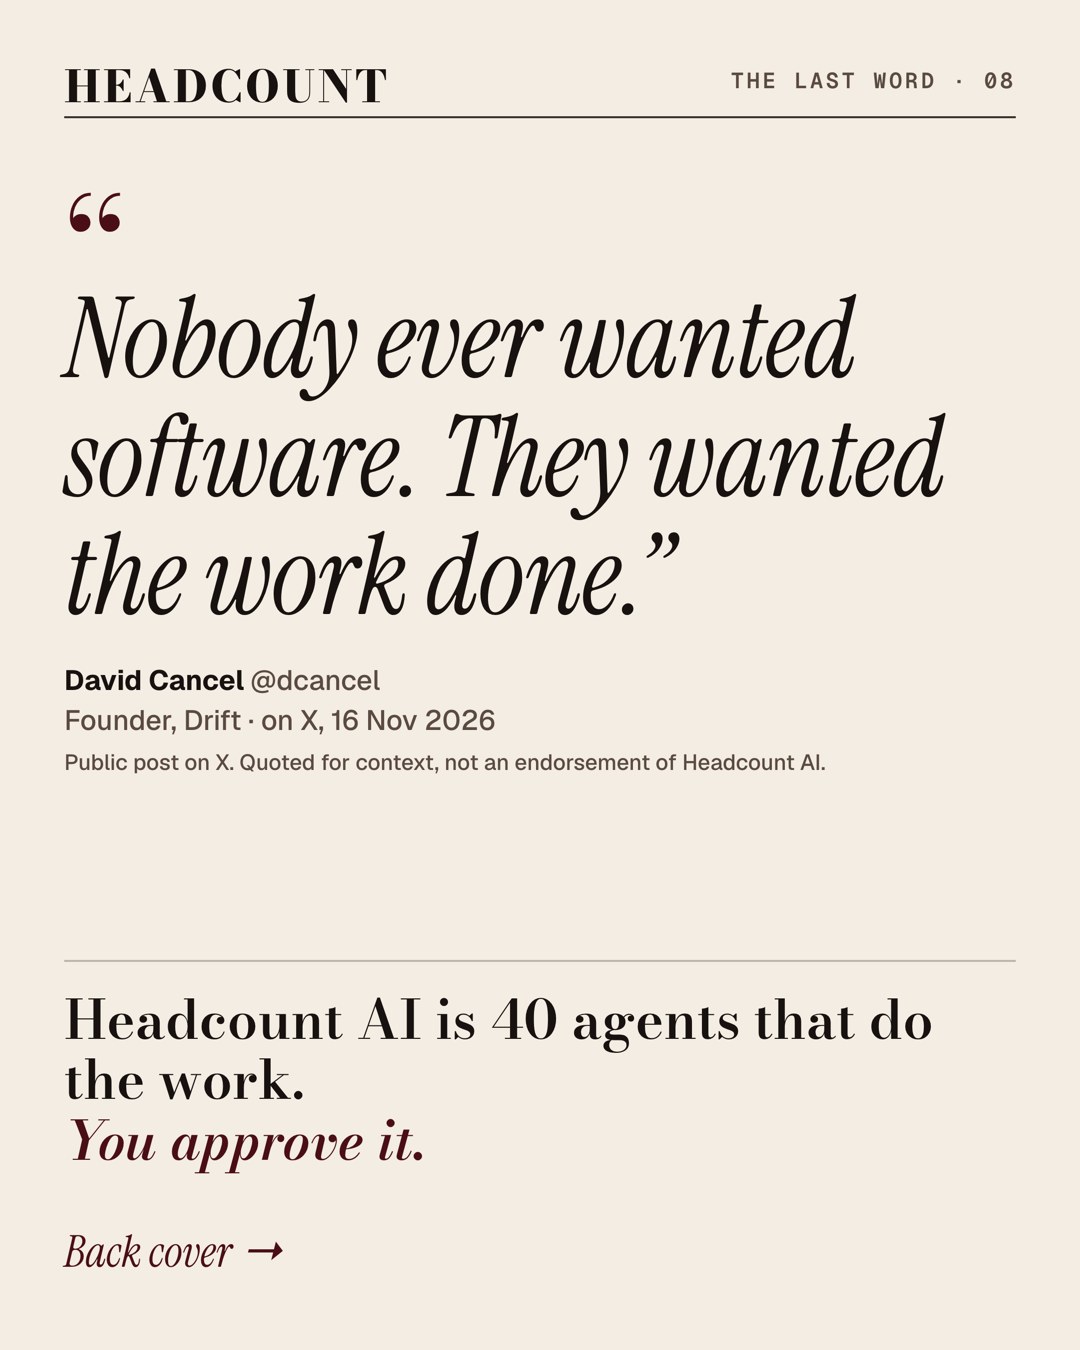 HEADCOUNT
THE LAST WORD · 08
“
Nobody ever wanted
software. They wanted
the work done.”
David Cancel @dcancel
Founder, Drift · on X, 16 Nov 2026
Public post on X. Quoted for context, not an endorsement of Headcount AI.
Headcount AI is 40 agents that do
the work.
You approve it.
Back cover →